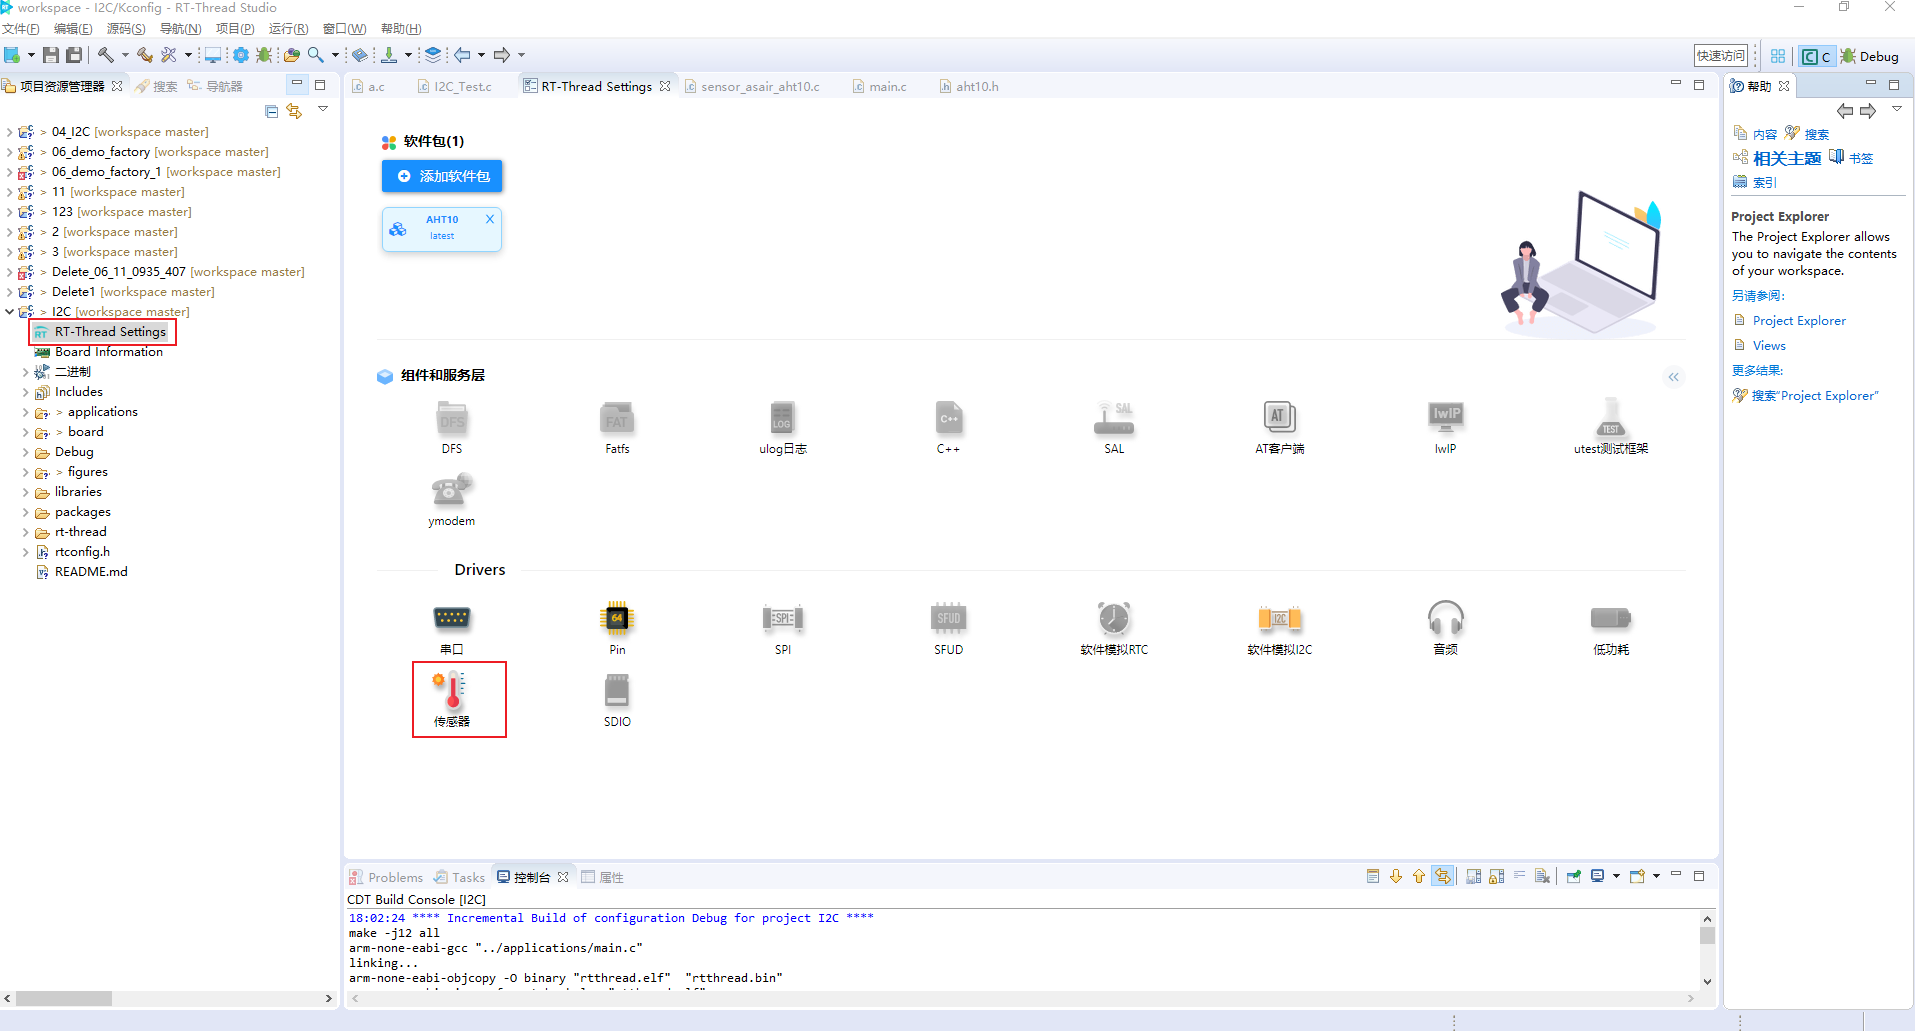 workspace - I2C/Kconfig - RT-Thread Studio
文件(F) 编辑(E) 源码(S) 导航(N) 项目(P) 运行(R) 窗口(W) 帮助(H)
快速访问 C Debug
项目资源管理器 搜索 导航器
> 04_I2C [workspace master]
> 06_demo_factory [workspace master]
> 06_demo_factory_1 [workspace master]
> 11 [workspace master]
> 123 [workspace master]
> 2 [workspace master]
> 3 [workspace master]
> Delete_06_11_0935_407 [workspace master]
> Delete1 [workspace master]
> I2C [workspace master]
RT-Thread Settings
Board Information
二进制
Includes
> applications
> board
Debug
> figures
libraries
packages
rt-thread
rtconfig.h
README.md
a.c I2C_Test.c RT-Thread Settings sensor_asair_aht10.c main.c aht10.h
软件包(1)
添加软件包
AHT10 X
latest
组件和服务层
DFS FAT LOG C++ SAL AT lwIP TEST
DFS Fatfs ulog日志 C++ SAL AT客户端 lwIP utest测试框架
ymodem
Drivers
64 SPI SFUD I2C
串口 Pin SPI SFUD 软件模拟RTC 软件模拟I2C 音频 低功耗
传感器 SDIO
Problems Tasks 控制台 属性
CDT Build Console [I2C]
18:02:24 **** Incremental Build of configuration Debug for project I2C ****
make -j12 all
arm-none-eabi-gcc "../applications/main.c"
linking...
arm-none-eabi-objcopy -O binary "rtthread.elf"  "rtthread.bin"
帮助
内容 搜索
相关主题 书签
索引
Project Explorer
The Project Explorer allows
you to navigate the contents
of your workspace.
另请参阅:
Project Explorer
Views
更多结果:
搜索“Project Explorer”